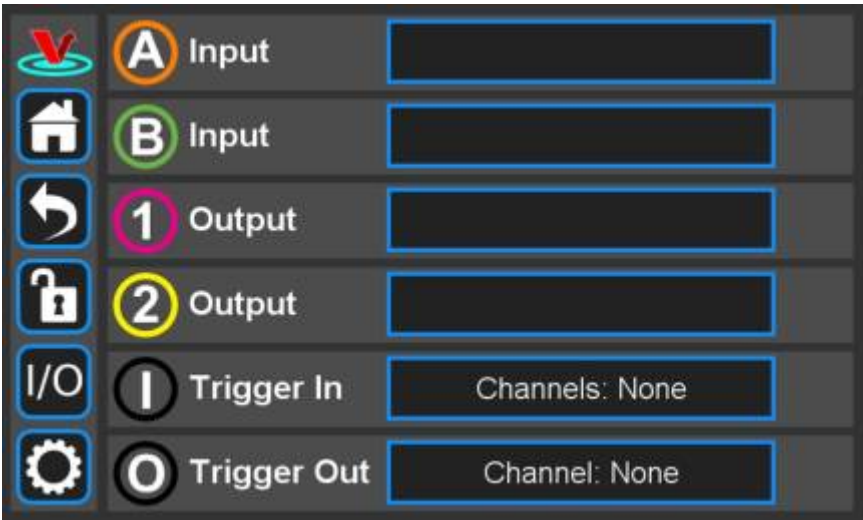 A Input
B Input
1 Output
2 Output
I/O
I Trigger In Channels: None
O Trigger Out Channel: None